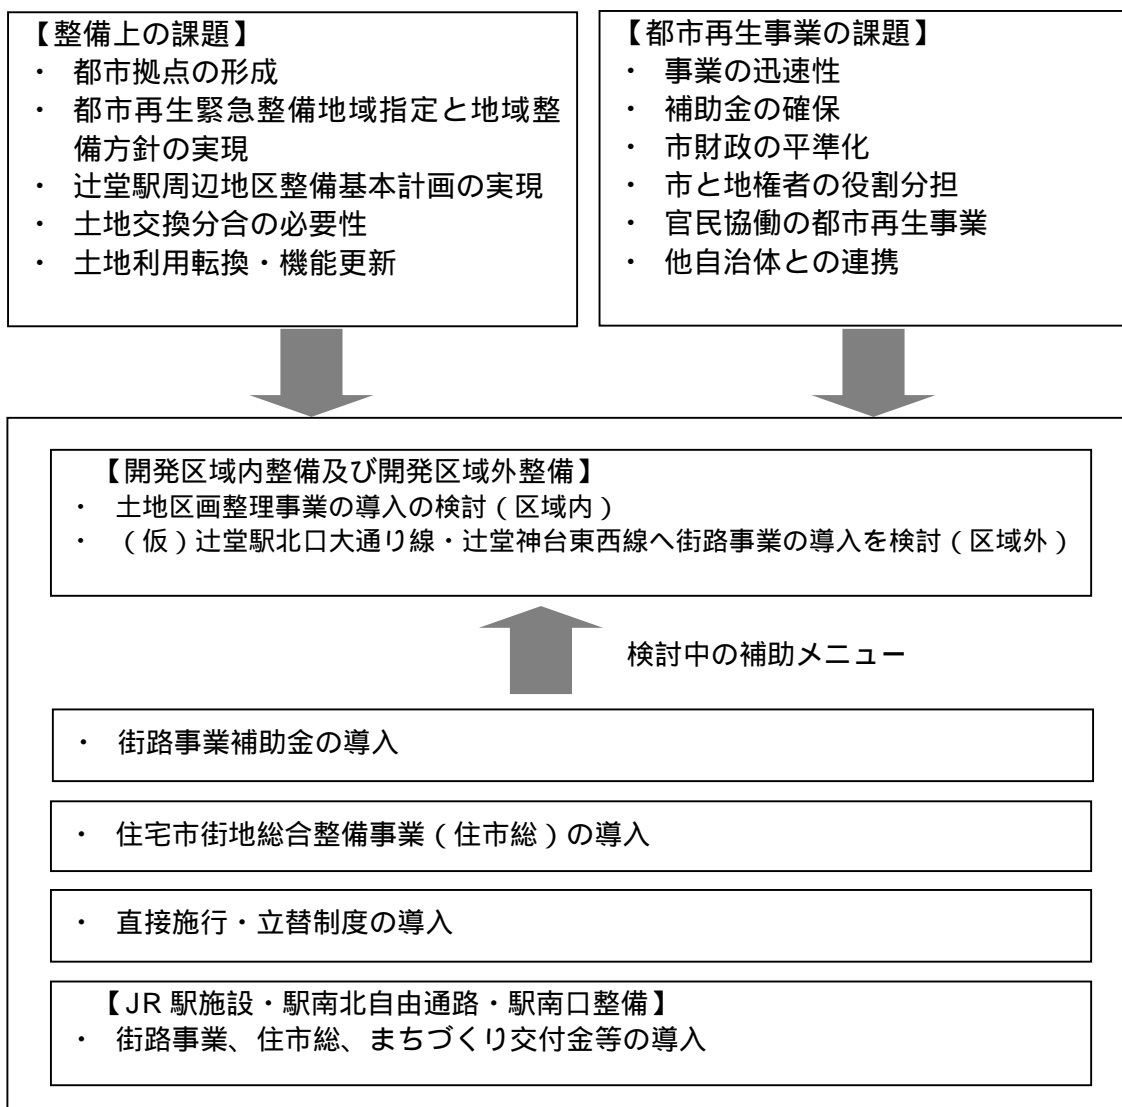 【整備上の課題】
・ 都市拠点の形成
・ 都市再生緊急整備地域指定と地域整
備方針の実現
・ 辻堂駅周辺地区整備基本計画の実現
・ 土地交換分合の必要性
・ 土地利用転換・機能更新
【都市再生事業の課題】
・ 事業の迅速性
・ 補助金の確保
・ 市財政の平準化
・ 市と地権者の役割分担
・ 官民協働の都市再生事業
・ 他自治体との連携
【開発区域内整備及び開発区域外整備】
・ 土地区画整理事業の導入の検討（区域内）
・ （仮）辻堂駅北口大通り線・辻堂神台東西線へ街路事業の導入を検討（区域外）
検討中の補助メニュー
・ 街路事業補助金の導入
・ 住宅市街地総合整備事業（住市総）の導入
・ 直接施行・立替制度の導入
【JR 駅施設・駅南北自由通路・駅南口整備】
・ 街路事業、住市総、まちづくり交付金等の導入